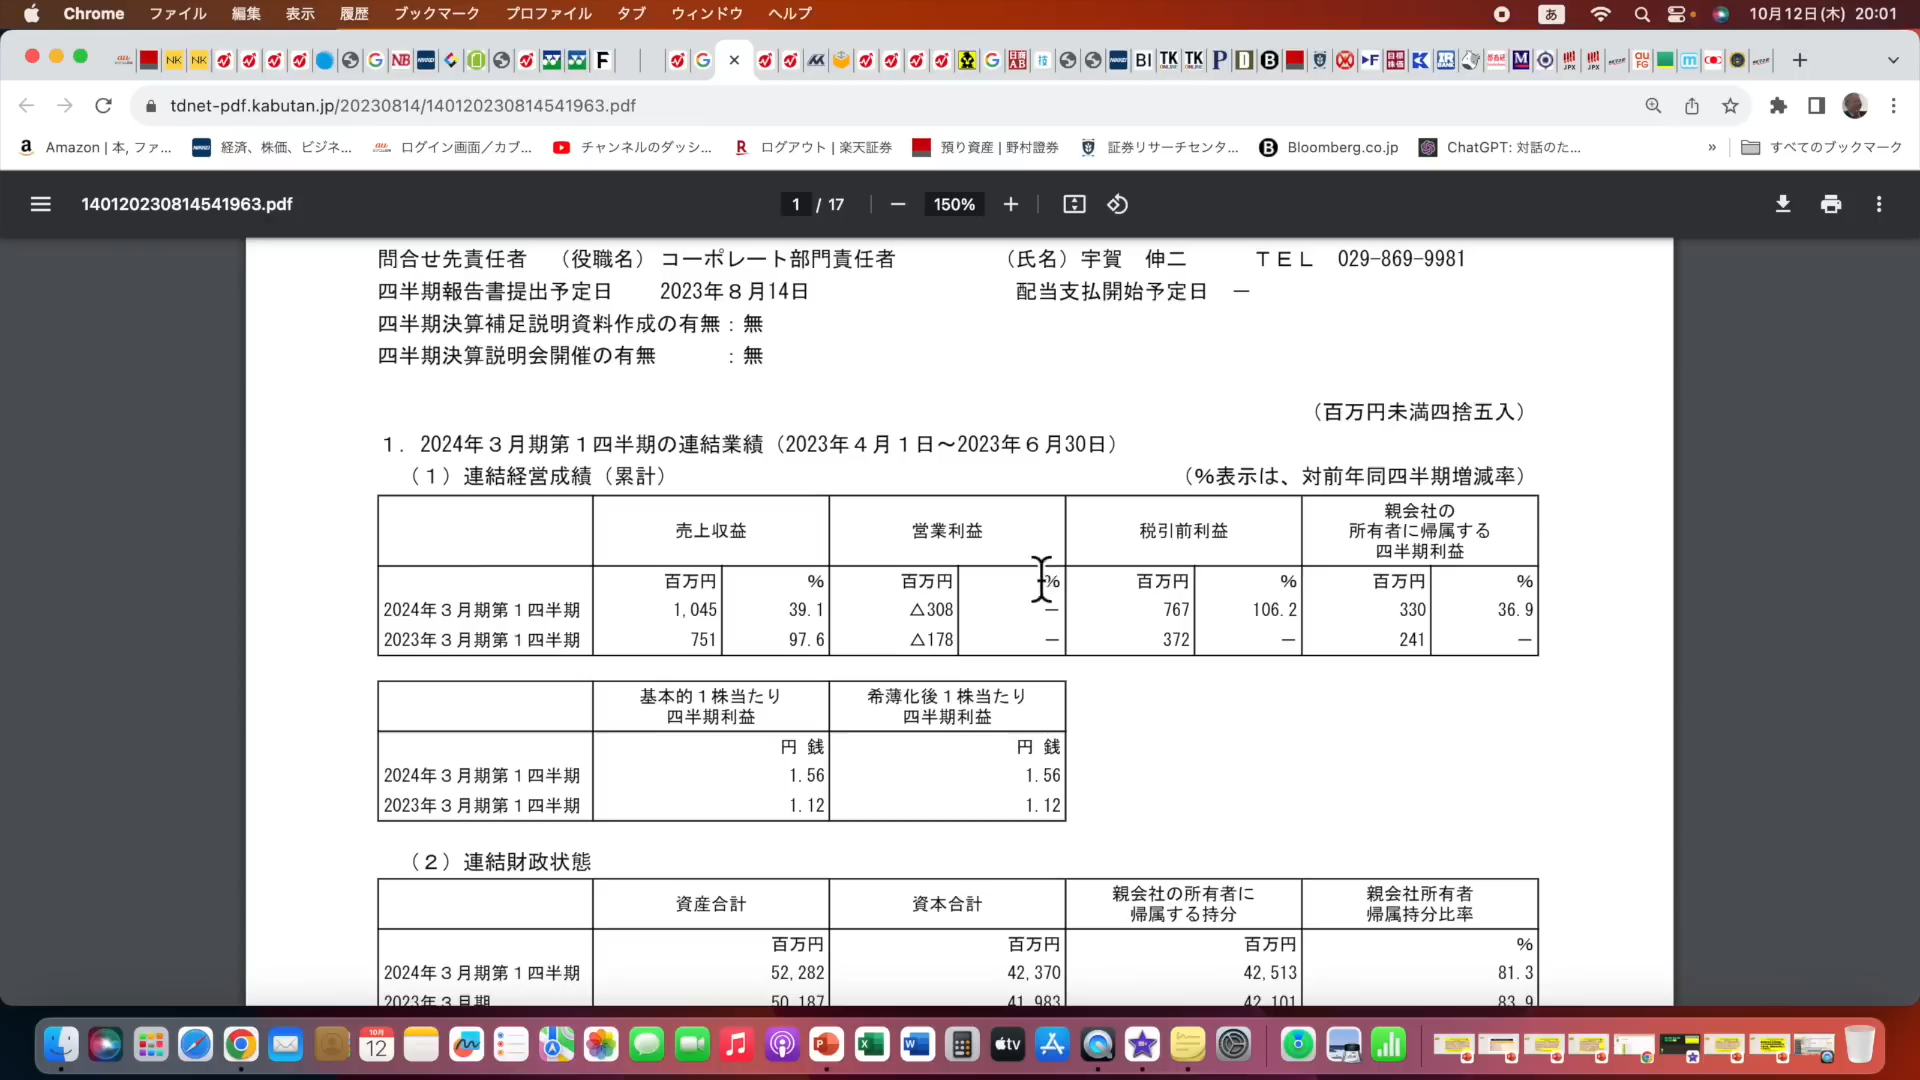 Chrome ファイル 編集 表示 履歴 ブックマーク プロファイル タブ ウィンドウ ヘルプ あ 10月12日(木) 20:01
tdnet-pdf.kabutan.jp/20230814/140120230814541963.pdf
Amazon | 本, ファ... 経済、株価、ビジネ... ログイン画面／カブ... チャンネルのダッシ... ログアウト | 楽天証券 預り資産 | 野村證券 証券リサーチセンタ... Bloomberg.co.jp ChatGPT: 対話のた... » すべてのブックマーク
140120230814541963.pdf 1 / 17 150%
問合せ先責任者 （役職名）コーポレート部門責任者 （氏名）宇賀 伸二 ＴＥＬ 029-869-9981
四半期報告書提出予定日 2023年８月14日 配当支払開始予定日 －
四半期決算補足説明資料作成の有無：無
四半期決算説明会開催の有無 ：無
（百万円未満四捨五入）
１．2024年３月期第１四半期の連結業績（2023年４月１日～2023年６月30日）
（１）連結経営成績（累計） （％表示は、対前年同四半期増減率）
売上収益 営業利益 税引前利益 親会社の所有者に帰属する四半期利益
百万円 ％ 百万円 ％ 百万円 ％ 百万円 ％
2024年３月期第１四半期 1,045 39.1 △308 － 767 106.2 330 36.9
2023年３月期第１四半期 751 97.6 △178 － 372 － 241 －
基本的１株当たり四半期利益 希薄化後１株当たり四半期利益
円 銭 円 銭
2024年３月期第１四半期 1.56 1.56
2023年３月期第１四半期 1.12 1.12
（２）連結財政状態
資産合計 資本合計 親会社の所有者に帰属する持分 親会社所有者帰属持分比率
百万円 百万円 百万円 ％
2024年３月期第１四半期 52,282 42,370 42,513 81.3
2023年３月期 50,187 41,983 42,101 83.9